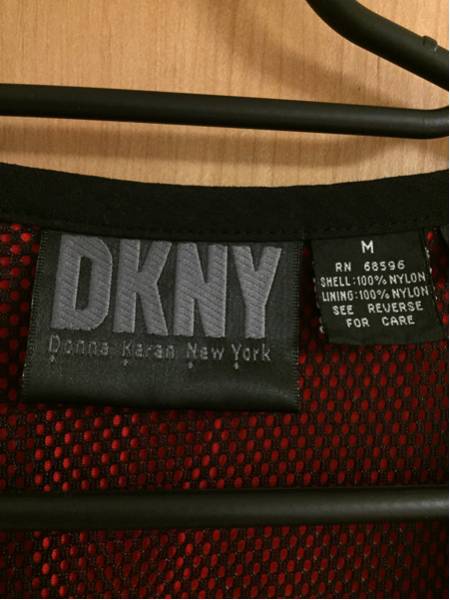 DKNY
Donna Karan New York
M
RN 68596
SHELL:100% NYLON
LINING:100% NYLON
SEE REVERSE
FOR CARE